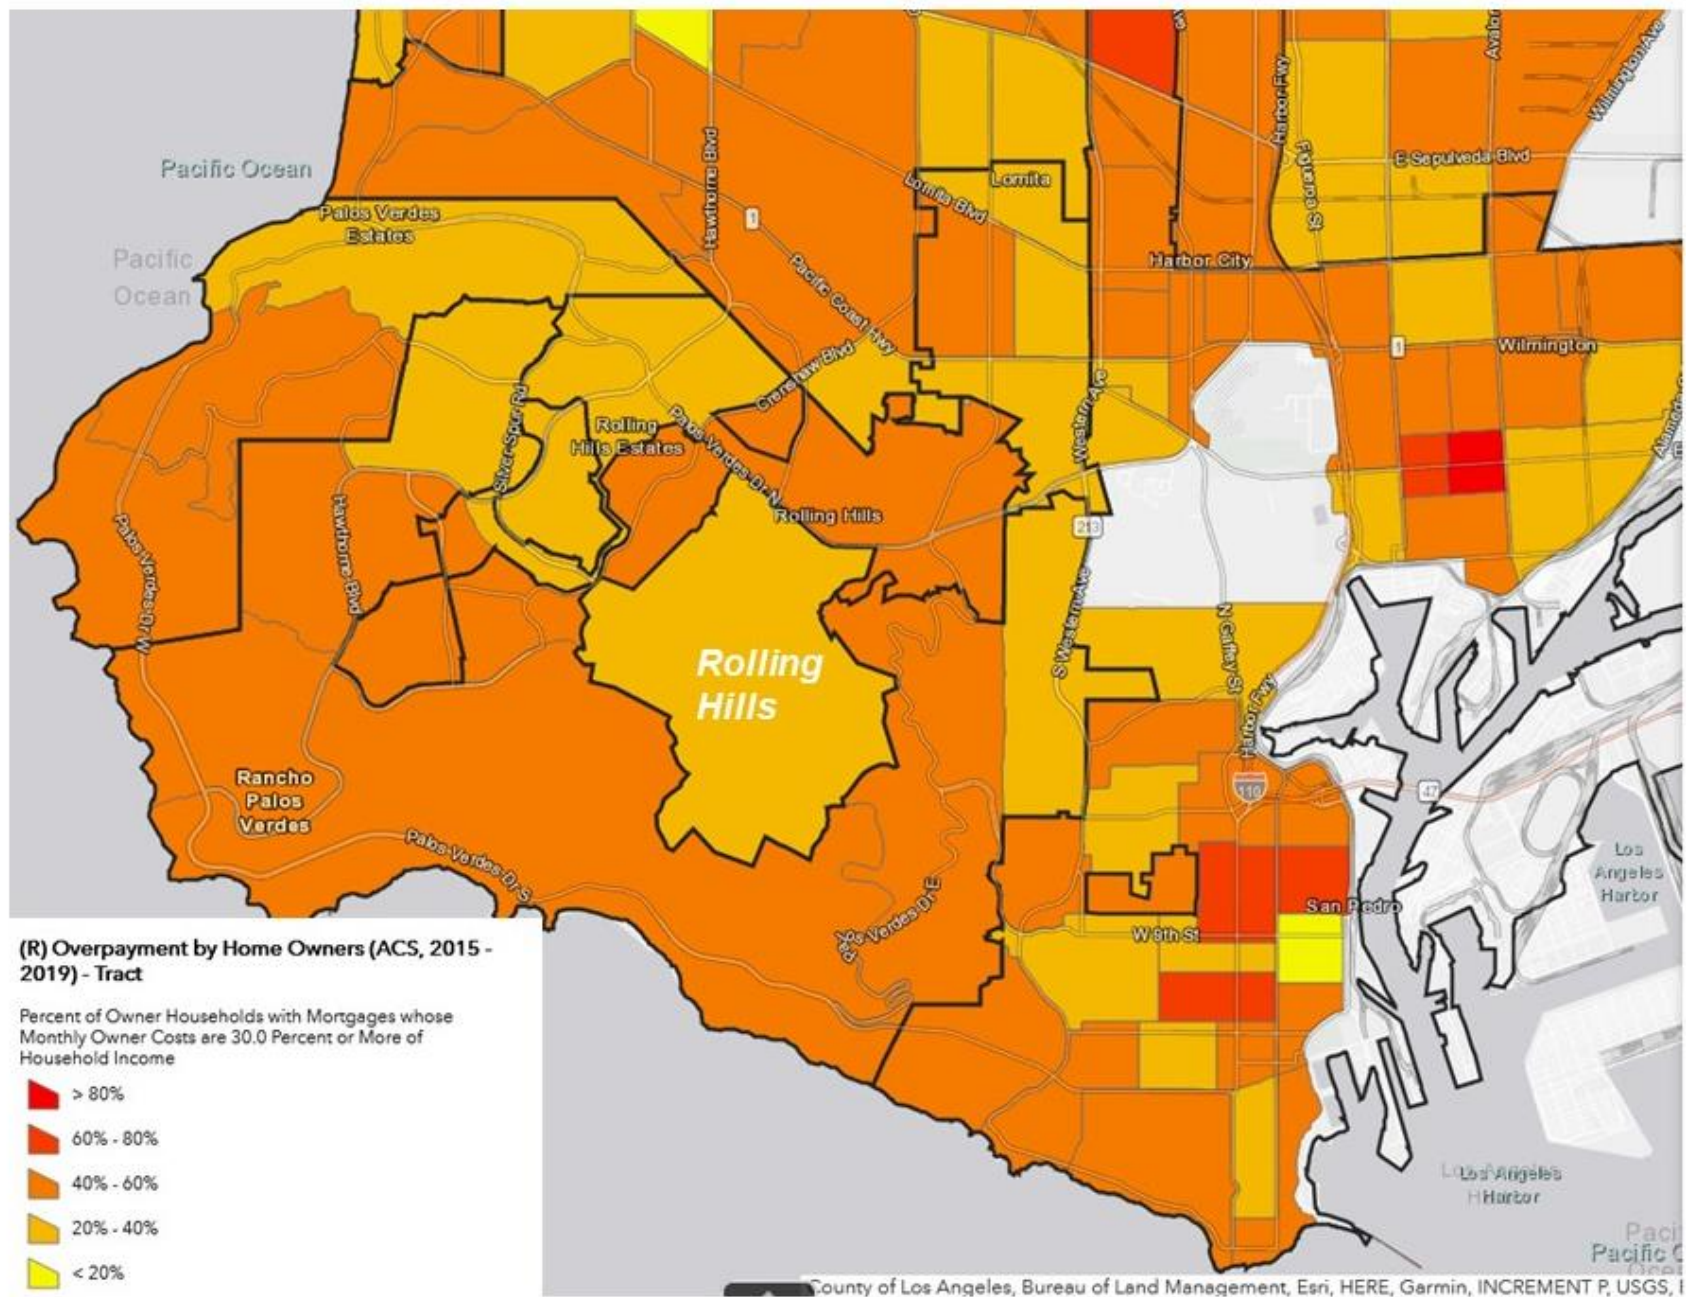 Pacific Ocean
Pacific
Ocean
Palos Verdes
Estates
Hawthorne Blvd
1
Lomita
Lomita Blvd
Harbor Fwy
Figueroa St
E Sepulveda Blvd
Wilmington Ave
Harbor City
Pacific Coast Hwy
Crenshaw Blvd
1
Wilmington
Western Ave
Silver Spur Rd
Rolling
Hills Estates
Palos-Verdes-Dr-N
Rolling Hills
213
Palos-Verdes-Dr-W
Hawthorne-Blvd
S Western Ave
N Gaffey St
Harbor Fwy
Rolling
Hills
Rancho
Palos
Verdes
110
47
Palos-Verdes-Dr-S
Palos-Verdes-Dr-E
Los
Angeles
Harbor
San Pedro
W 9th St
Los Angeles
Harbor
Pacific
(R) Overpayment by Home Owners (ACS, 2015 -
2019) - Tract
Percent of Owner Households with Mortgages whose
Monthly Owner Costs are 30.0 Percent or More of
Household Income
> 80%
60% - 80%
40% - 60%
20% - 40%
< 20%
County of Los Angeles, Bureau of Land Management, Esri, HERE, Garmin, INCREMENT P, USGS,